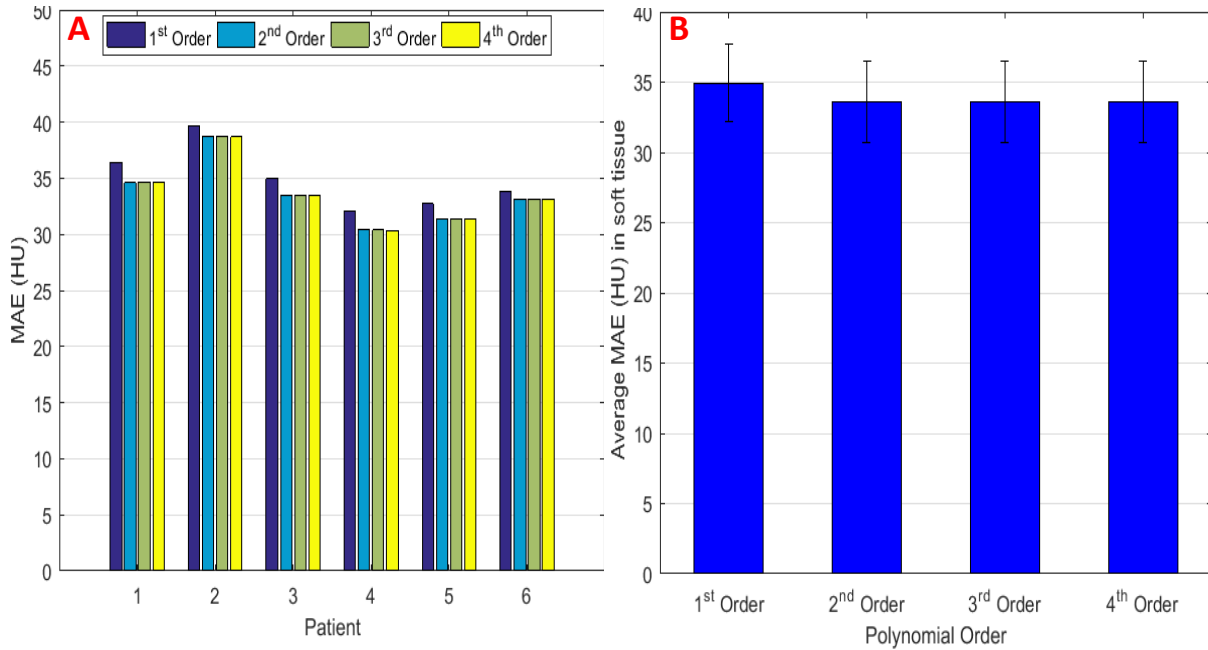 A
1st Order 2nd Order 3rd Order 4th Order
50
45
40
35
30
25
20
15
10
5
0
MAE (HU)
1 2 3 4 5 6
Patient
B
40
35
30
25
20
15
10
5
0
Average MAE (HU) in soft tissue
1st Order 2nd Order 3rd Order 4th Order
Polynomial Order